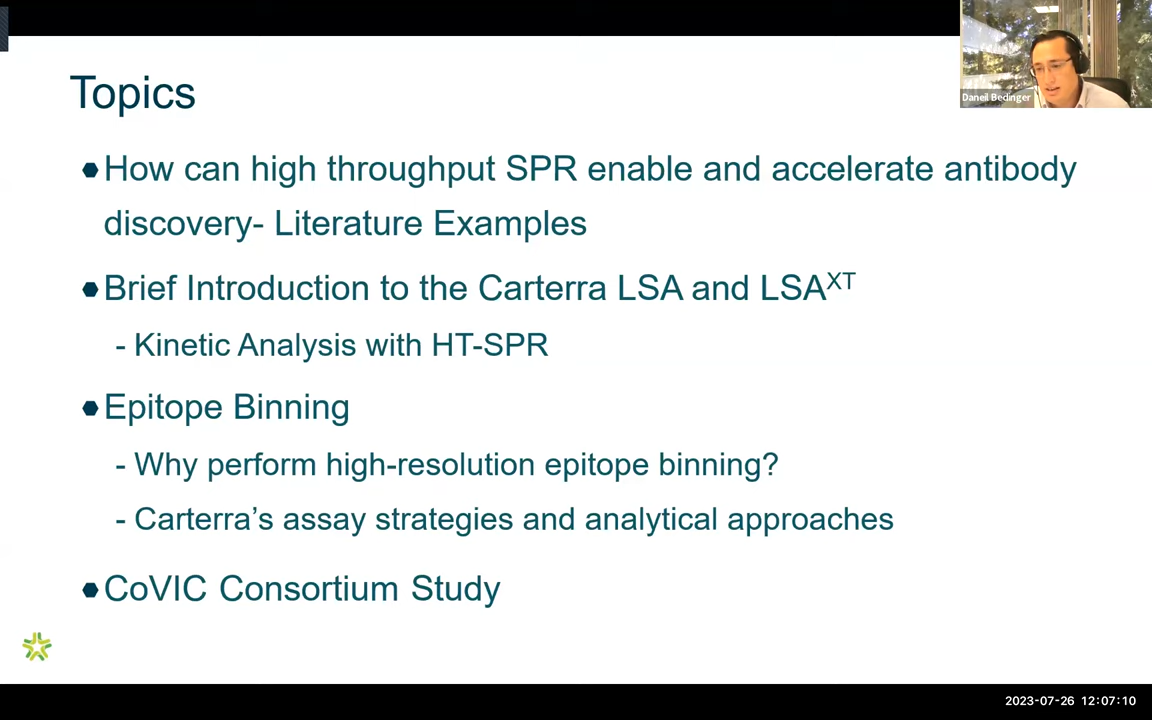 Topics
Daneil Bedinger
How can high throughput SPR enable and accelerate antibody
discovery- Literature Examples
Brief Introduction to the Carterra LSA and LSAXT
- Kinetic Analysis with HT-SPR
Epitope Binning
- Why perform high-resolution epitope binning?
- Carterra’s assay strategies and analytical approaches
CoVIC Consortium Study
2023-07-26 12:07:10